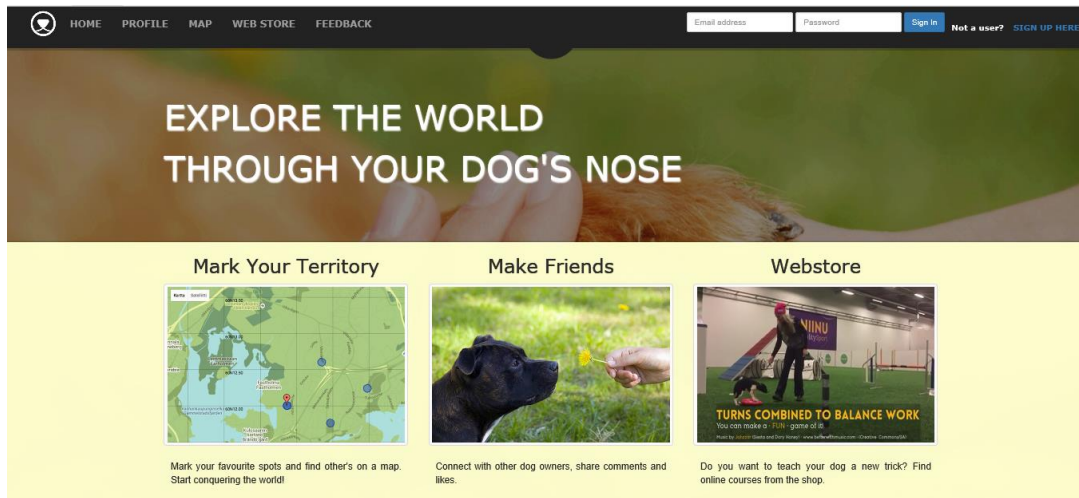 HOME PROFILE MAP WEB STORE FEEDBACK
Email address Password Sign In Not a user? SIGN UP HERE
EXPLORE THE WORLD
THROUGH YOUR DOG'S NOSE
Mark Your Territory
Make Friends
Webstore
Kartta Satelliitti
NIINU
TURNS COMBINED TO BALANCE WORK
You can make a - FUN - game of it!
Mark your favourite spots and find other's on a map.
Start conquering the world!
Connect with other dog owners, share comments and
likes.
Do you want to teach your dog a new trick? Find
online courses from the shop.